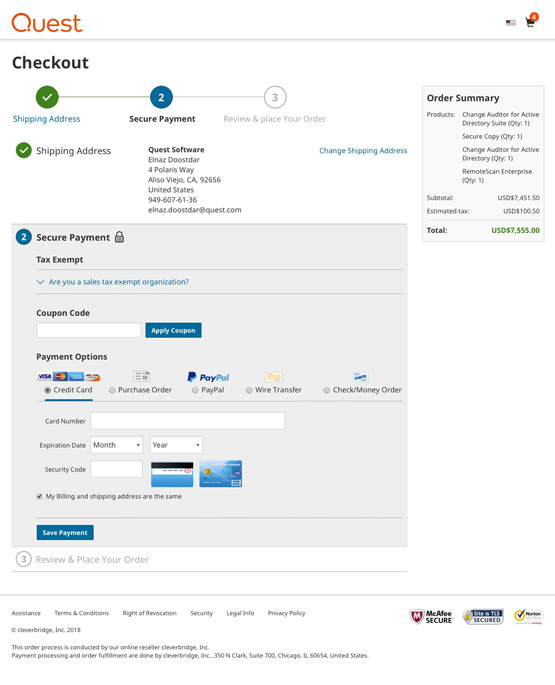 Quest
4
Checkout
2
3
Shipping Address
Secure Payment
Review & place Your Order
Shipping Address
Quest Software
Elnaz Doostdar
4 Polaris Way
Aliso Viejo, CA, 92656
United States
949-607-61-36
elnaz.doostdar@quest.com
Change Shipping Address
Order Summary
Products:
Change Auditor for Active
Directory Suite (Qty: 1)
Secure Copy (Qty: 1)
Change Auditor for Active
Directory (Qty: 1)
RemoteScan Enterprise
(Qty: 1)
Subtotal: USD$7,451.50
Estimated tax: USD$100.50
Total: USD$7,555.00
2 Secure Payment
Tax Exempt
Are you a sales tax exempt organization?
Coupon Code
Apply Coupon
Payment Options
VISA
PayPal
Credit Card
Purchase Order
PayPal
Wire Transfer
Check/Money Order
Card Number
Expiration Date Month Year
Security Code
My Billing and shipping address are the same
Save Payment
3 Review & Place Your Order
Assistance Terms & Conditions Right of Revocation Security Legal Info Privacy Policy
McAfee
SECURE
Site is TLS
SECURED
Norton
© cleverbridge, Inc. 2018
This order process is conducted by our online reseller cleverbridge, Inc.
Payment processing and order fulfillment are done by cleverbridge, Inc., 350 N Clark, Suite 700, Chicago, IL 60654, United States.